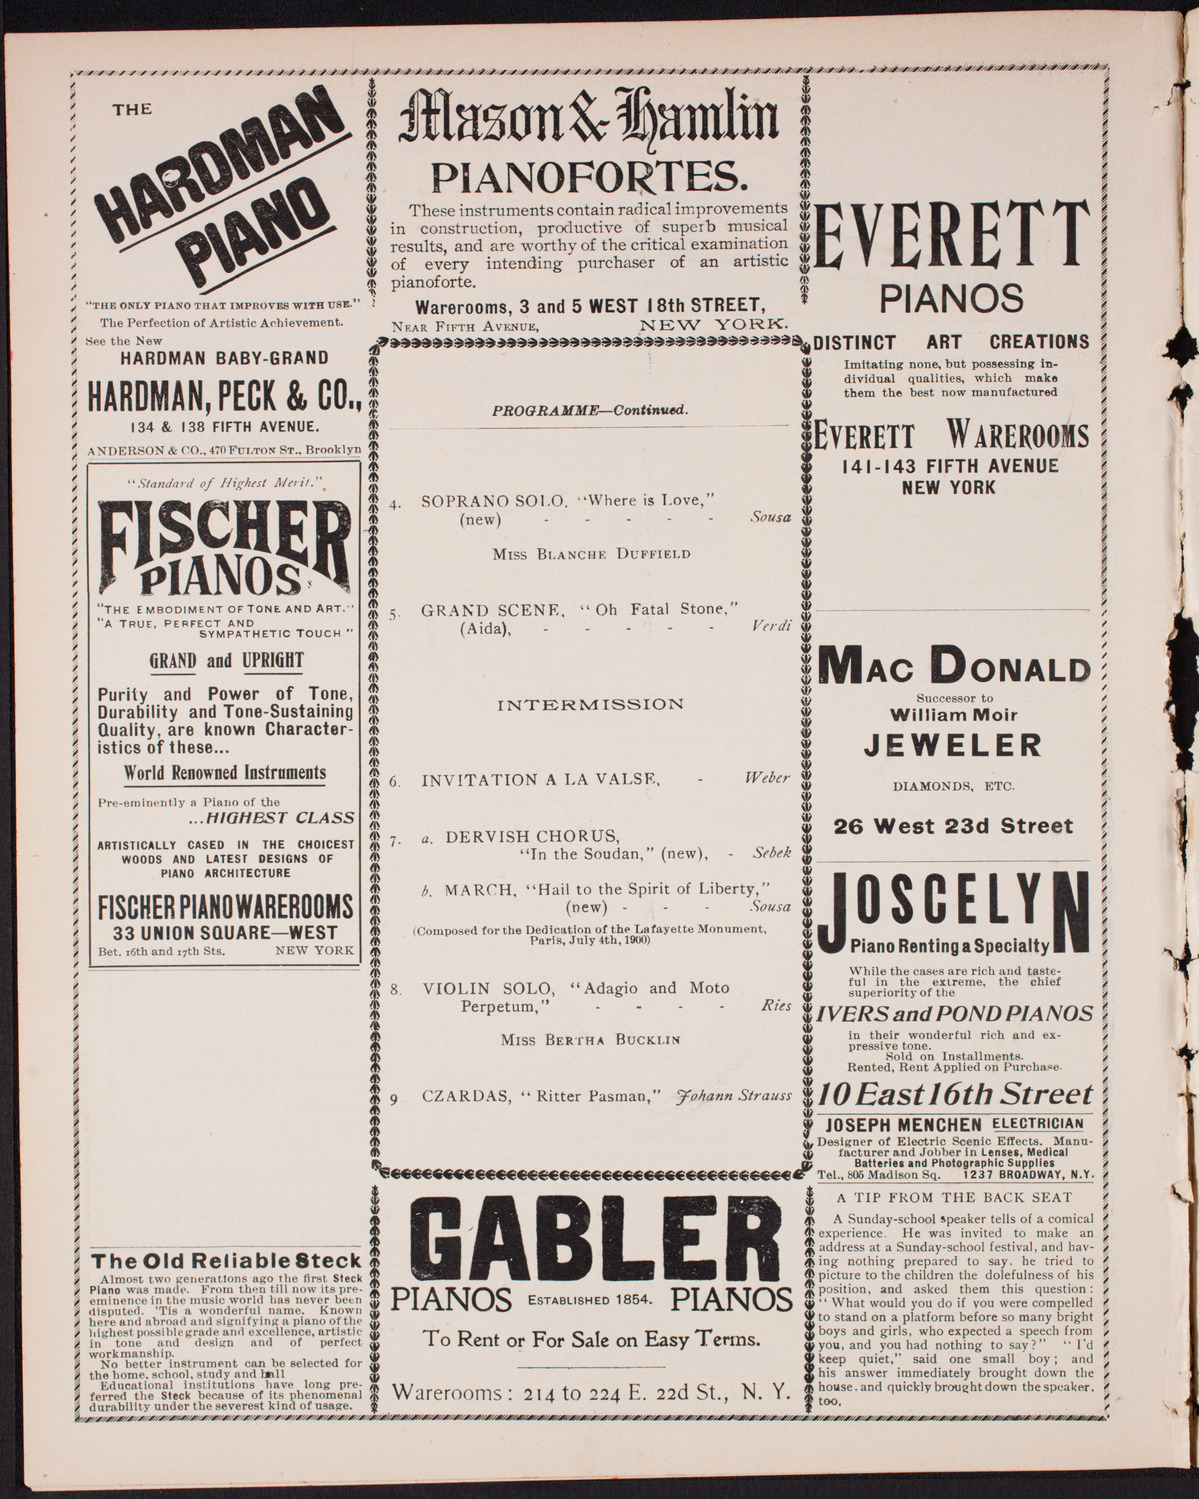 THE
HARDMAN
PIANO
"THE ONLY PIANO THAT IMPROVES WITH USE."
The Perfection of Artistic Achievement.
See the New
HARDMAN BABY-GRAND
HARDMAN, PECK & CO.,
134 & 138 FIFTH AVENUE.
ANDERSON & CO., 470 FULTON ST., Brooklyn
"Standard of Highest Merit."
FISCHER
PIANOS
"THE EMBODIMENT OF TONE AND ART."
"A TRUE, PERFECT AND
SYMPATHETIC TOUCH"
GRAND and UPRIGHT
Purity and Power of Tone,
Durability and Tone-Sustaining
Quality, are known Character-
istics of these...
World Renowned Instruments
Pre-eminently a Piano of the
...HIGHEST CLASS
ARTISTICALLY CASED IN THE CHOICEST
WOODS AND LATEST DESIGNS OF
PIANO ARCHITECTURE
FISCHER PIANO WAREROOMS
33 UNION SQUARE—WEST
Bet. 16th and 17th Sts. NEW YORK
The Old Reliable Steck
Almost two generations ago the first Steck
Piano was made. From then till now its pre-
eminence in the music world has never been
disputed. 'Tis a wonderful name. Known
here and abroad and signifying a piano of the
highest possible grade and excellence, artistic
in tone and design and of perfect
workmanship.
No better instrument can be selected for
the home, school, study and hall
Educational institutions have long pre-
ferred the Steck because of its phenomenal
durability under the severest kind of usage.
Mason & Hamlin
PIANOFORTES.
These instruments contain radical improvements
in construction, productive of superb musical
results, and are worthy of the critical examination
of every intending purchaser of an artistic
pianoforte.
Warerooms, 3 and 5 WEST 18th STREET,
NEAR FIFTH AVENUE, NEW YORK.
PROGRAMME—Continued.
4. SOPRANO SOLO, "Where is Love,"
(new) - - - - - Sousa
MISS BLANCHE DUFFIELD
5. GRAND SCENE, "Oh Fatal Stone,"
(Aida), - - - - - Verdi
INTERMISSION
6. INVITATION A LA VALSE, - Weber
7. a. DERVISH CHORUS,
"In the Soudan," (new), - Sebek
b. MARCH, "Hail to the Spirit of Liberty,"
(new) - - - Sousa
(Composed for the Dedication of the Lafayette Monument,
Paris, July 4th, 1900)
8. VIOLIN SOLO, "Adagio and Moto
Perpetum," - - - - Ries
MISS BERTHA BUCKLIN
9 CZARDAS, "Ritter Pasman," Johann Strauss
GABLER
PIANOS ESTABLISHED 1854. PIANOS
To Rent or For Sale on Easy Terms.
Warerooms: 214 to 224 E. 22d St., N. Y.
EVERETT
PIANOS
DISTINCT ART CREATIONS
Imitating none, but possessing in-
dividual qualities, which make
them the best now manufactured
EVERETT WAREROOMS
141-143 FIFTH AVENUE
NEW YORK
MAC DONALD
Successor to
William Moir
JEWELER
DIAMONDS, ETC.
26 West 23d Street
JOSCELYN
Piano Renting a Specialty
While the cases are rich and taste-
ful in the extreme, the chief
superiority of the
IVERS and POND PIANOS
in their wonderful rich and ex-
pressive tone.
Sold on Installments.
Rented, Rent Applied on Purchase.
10 East 16th Street
JOSEPH MENCHEN ELECTRICIAN
Designer of Electric Scenic Effects. Manu-
facturer and Jobber in Lenses, Medical
Batteries and Photographic Supplies
Tel., 805 Madison Sq. 1237 BROADWAY, N.Y.
A TIP FROM THE BACK SEAT
A Sunday-school speaker tells of a comical
experience. He was invited to make an
address at a Sunday-school festival, and hav-
ing nothing prepared to say, he tried to
picture to the children the dolefulness of his
position, and asked them this question:
"What would you do if you were compelled
to stand on a platform before so many bright
boys and girls, who expected a speech from
you, and you had nothing to say?" "I'd
keep quiet," said one small boy; and
his answer immediately brought down the
house, and quickly brought down the speaker,
too.